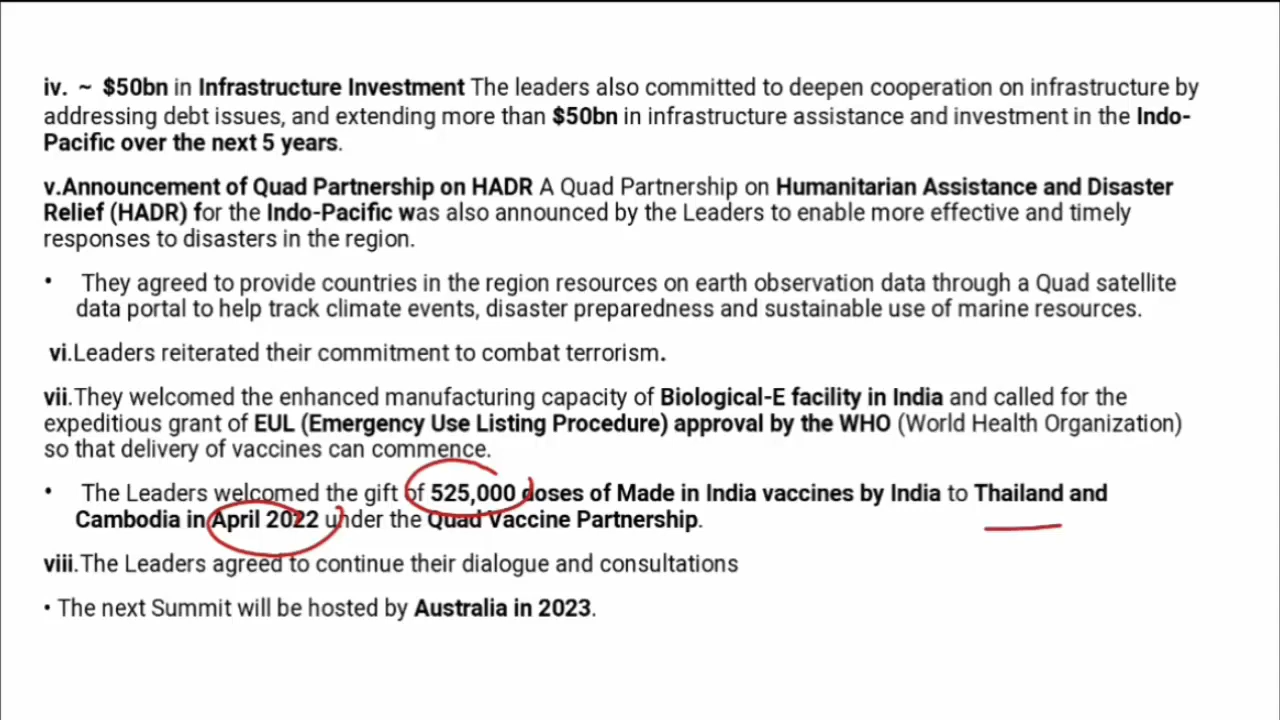 iv. ~ $50bn in Infrastructure Investment The leaders also committed to deepen cooperation on infrastructure by
addressing debt issues, and extending more than $50bn in infrastructure assistance and investment in the Indo-
Pacific over the next 5 years.
v.Announcement of Quad Partnership on HADR A Quad Partnership on Humanitarian Assistance and Disaster
Relief (HADR) for the Indo-Pacific was also announced by the Leaders to enable more effective and timely
responses to disasters in the region.
• They agreed to provide countries in the region resources on earth observation data through a Quad satellite
data portal to help track climate events, disaster preparedness and sustainable use of marine resources.
vi.Leaders reiterated their commitment to combat terrorism.
vii.They welcomed the enhanced manufacturing capacity of Biological-E facility in India and called for the
expeditious grant of EUL (Emergency Use Listing Procedure) approval by the WHO (World Health Organization)
so that delivery of vaccines can commence.
• The Leaders welcomed the gift of 525,000 doses of Made in India vaccines by India to Thailand and
Cambodia in April 2022 under the Quad Vaccine Partnership.
viii.The Leaders agreed to continue their dialogue and consultations
• The next Summit will be hosted by Australia in 2023.